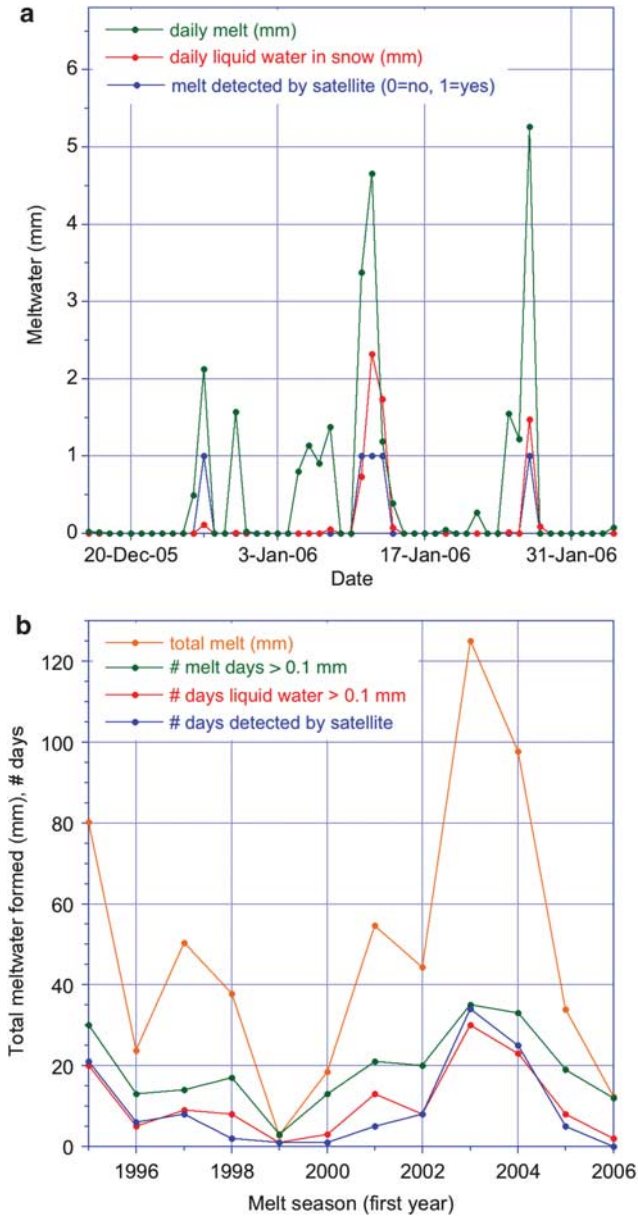 a
daily melt (mm)
daily liquid water in snow (mm)
melt detected by satellite (0=no, 1=yes)
6
5
4
3
2
1
0
Meltwater (mm)
20-Dec-05 3-Jan-06 17-Jan-06 31-Jan-06
Date
b
total melt (mm)
# melt days > 0.1 mm
# days liquid water > 0.1 mm
# days detected by satellite
120
100
80
60
40
20
0
Total meltwater formed (mm), # days
1996 1998 2000 2002 2004 2006
Melt season (first year)